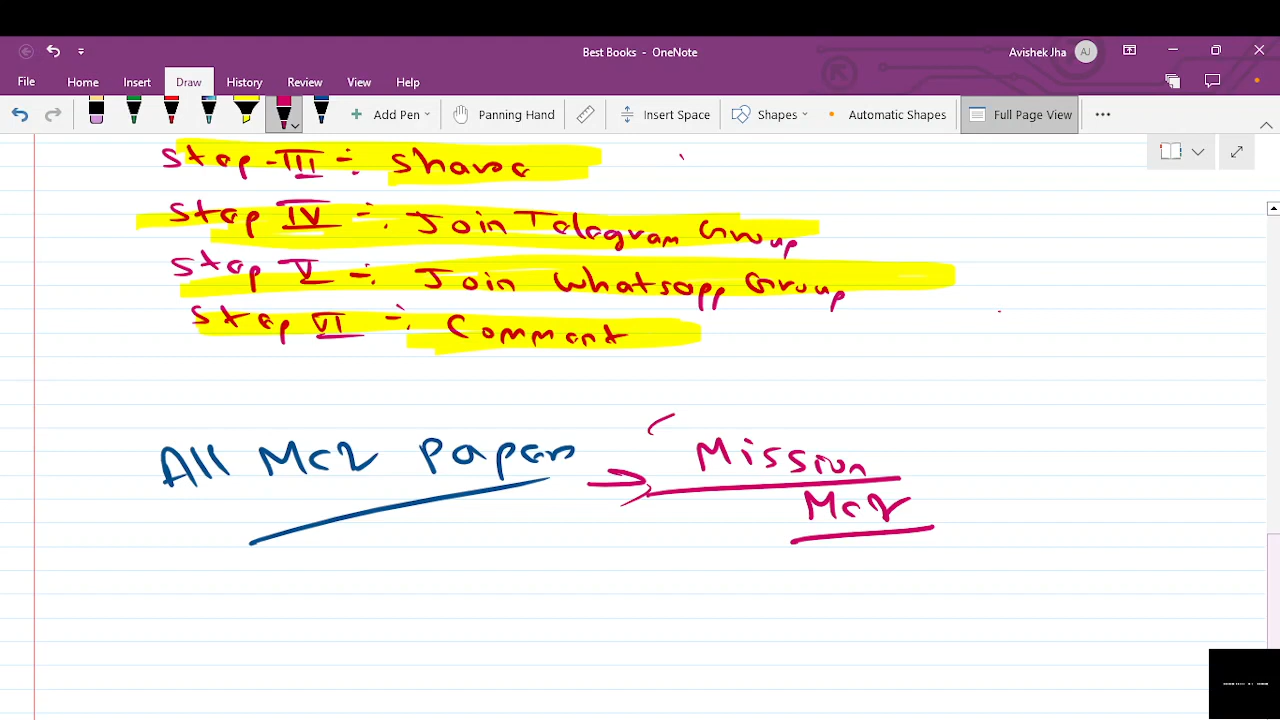 Best Books - OneNote
Avishek Jha AJ
File Home Insert Draw History Review View Help
Add Pen Panning Hand Insert Space Shapes Automatic Shapes Full Page View
Step - III ÷ Share
Step IV ÷ Join Telegram Group
Step V ÷ Join Whatsapp Group
Step VI ÷ Comment
All McQ Paper → Mission
McQ